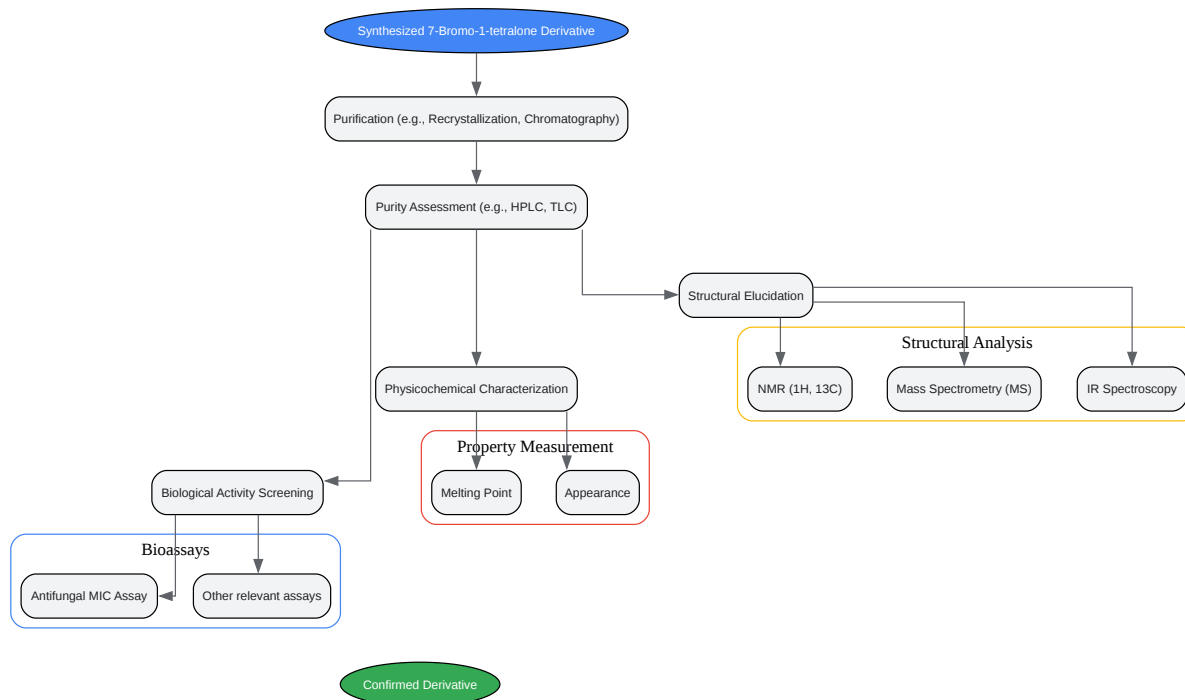 Synthesized 7-Bromo-1-tetralone Derivative
Purification (e.g., Recrystallization, Chromatography)
Purity Assessment (e.g., HPLC, TLC)
Structural Elucidation
Structural Analysis
NMR (1H, 13C)
Mass Spectrometry (MS)
IR Spectroscopy
Physicochemical Characterization
Property Measurement
Melting Point
Appearance
Biological Activity Screening
Bioassays
Antifungal MIC Assay
Other relevant assays
Confirmed Derivative